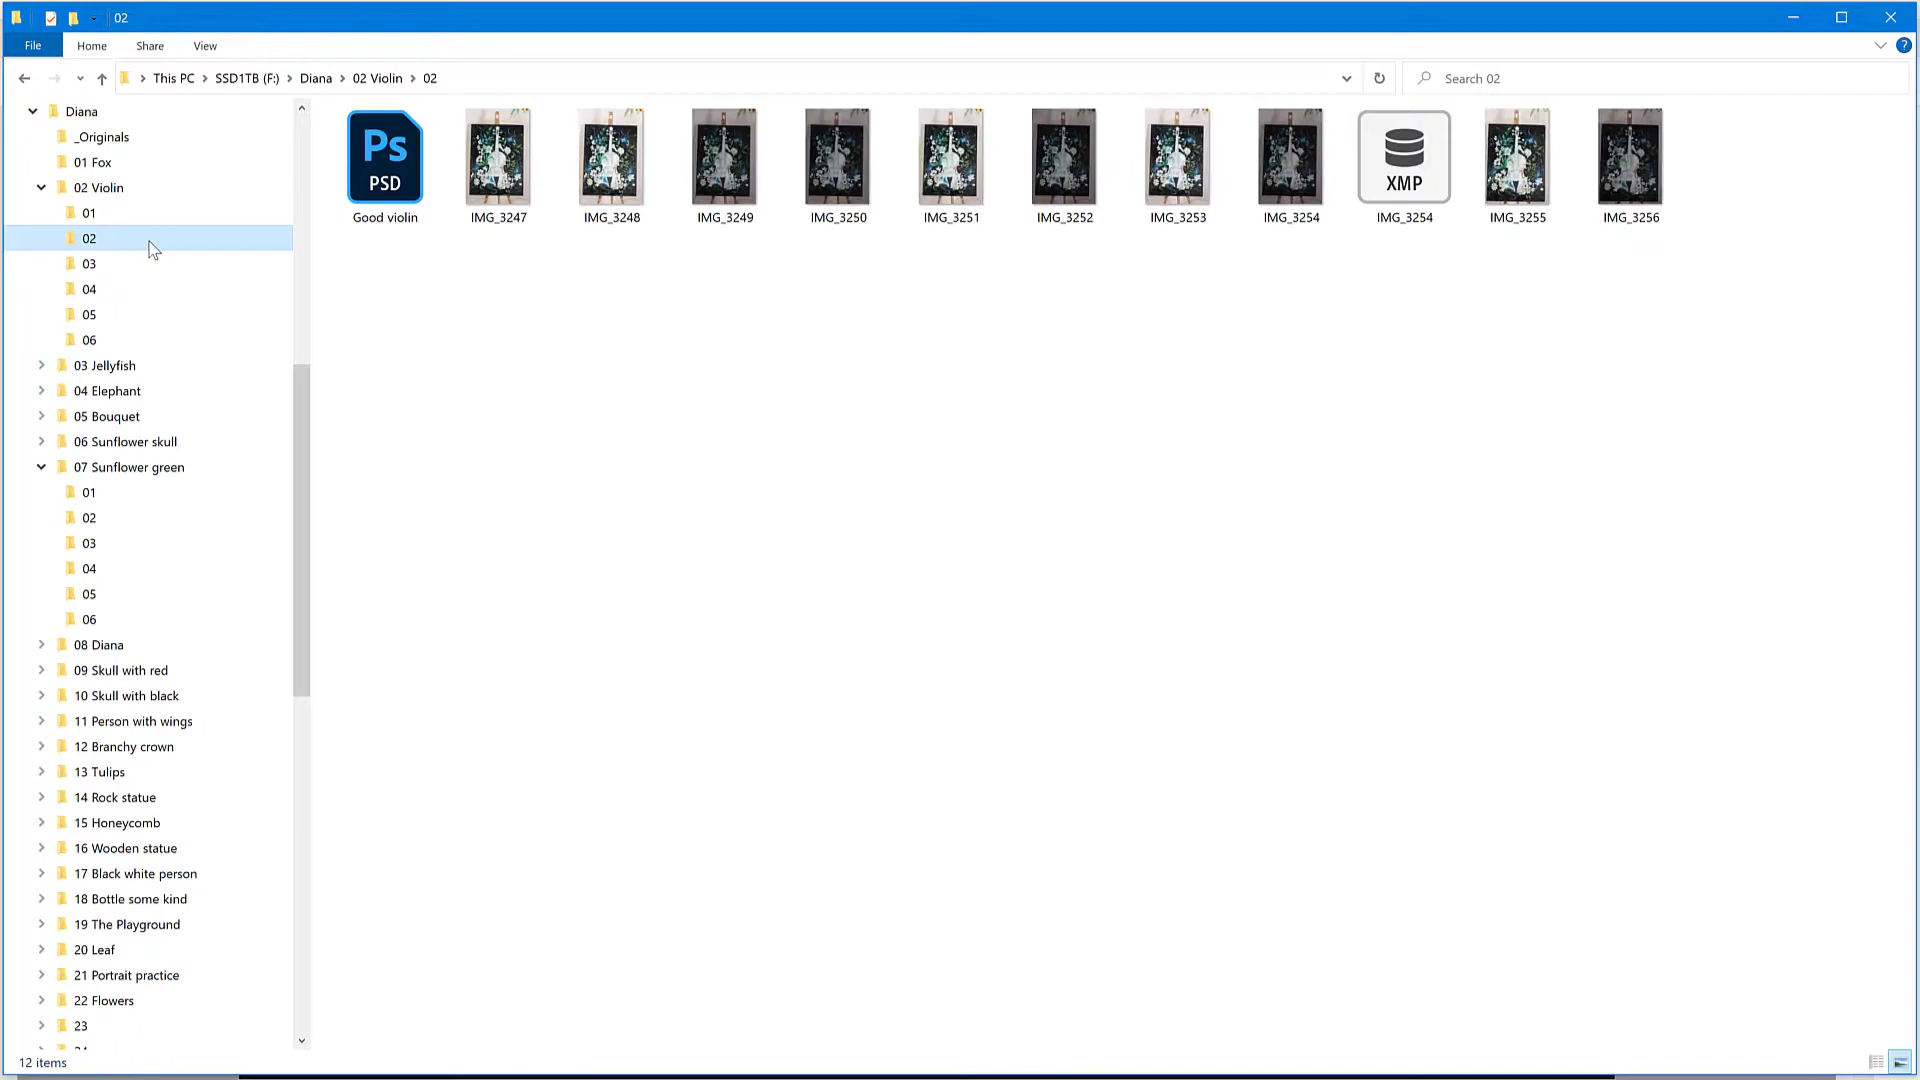 02
File Home Share View
This PC SSD1TB (F:) Diana 02 Violin 02
Search 02
Diana
_Originals
01 Fox
02 Violin
01
02
03
04
05
06
03 Jellyfish
04 Elephant
05 Bouquet
06 Sunflower skull
07 Sunflower green
01
02
03
04
05
06
08 Diana
09 Skull with red
10 Skull with black
11 Person with wings
12 Branchy crown
13 Tulips
14 Rock statue
15 Honeycomb
16 Wooden statue
17 Black white person
18 Bottle some kind
19 The Playground
20 Leaf
21 Portrait practice
22 Flowers
23
Ps
PSD
XMP
Good violin IMG_3247 IMG_3248 IMG_3249 IMG_3250 IMG_3251 IMG_3252 IMG_3253 IMG_3254 IMG_3254 IMG_3255 IMG_3256
12 items